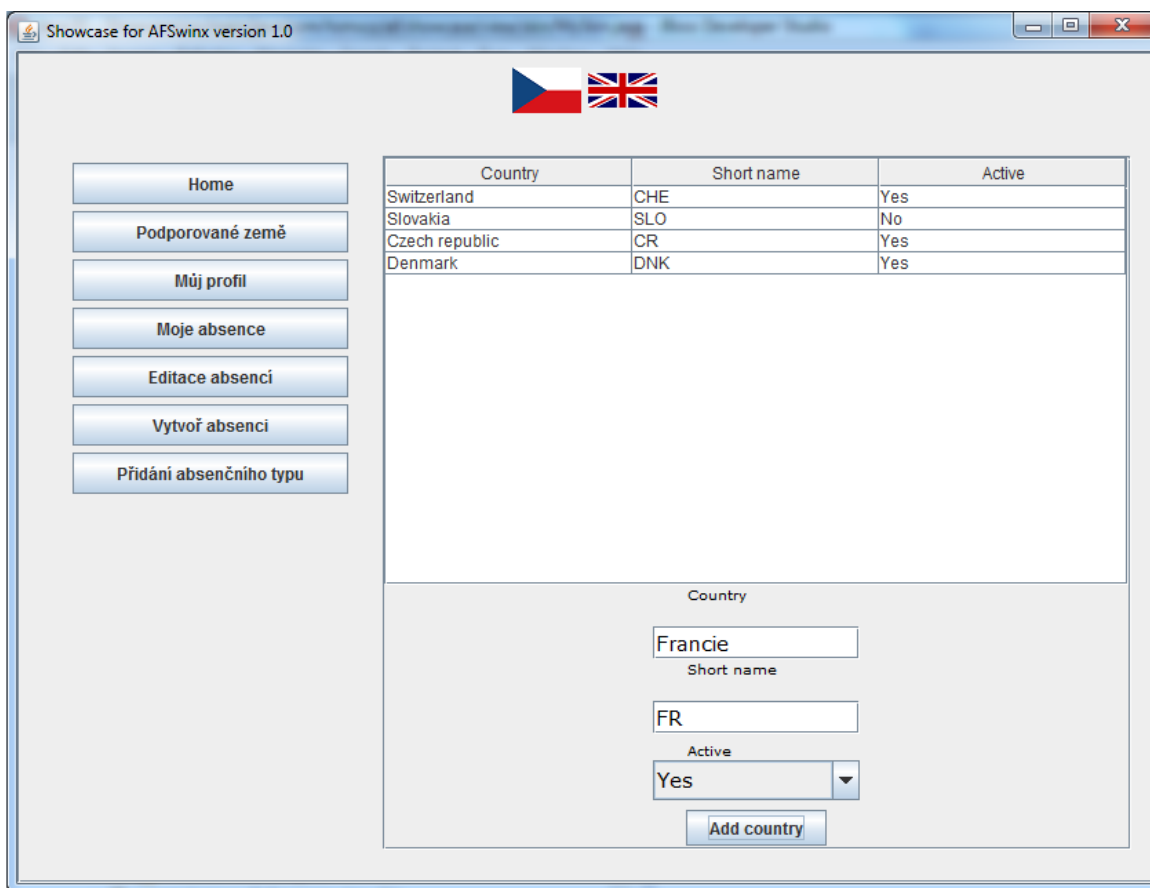 Showcase for AFSwinx version 1.0
Home
Podporované země
Můj profil
Moje absence
Editace absencí
Vytvoř absenci
Přidání absenčního typu
Country Short name Active
Switzerland CHE Yes
Slovakia SLO No
Czech republic CR Yes
Denmark DNK Yes
Country
Francie
Short name
FR
Active
Yes
Add country